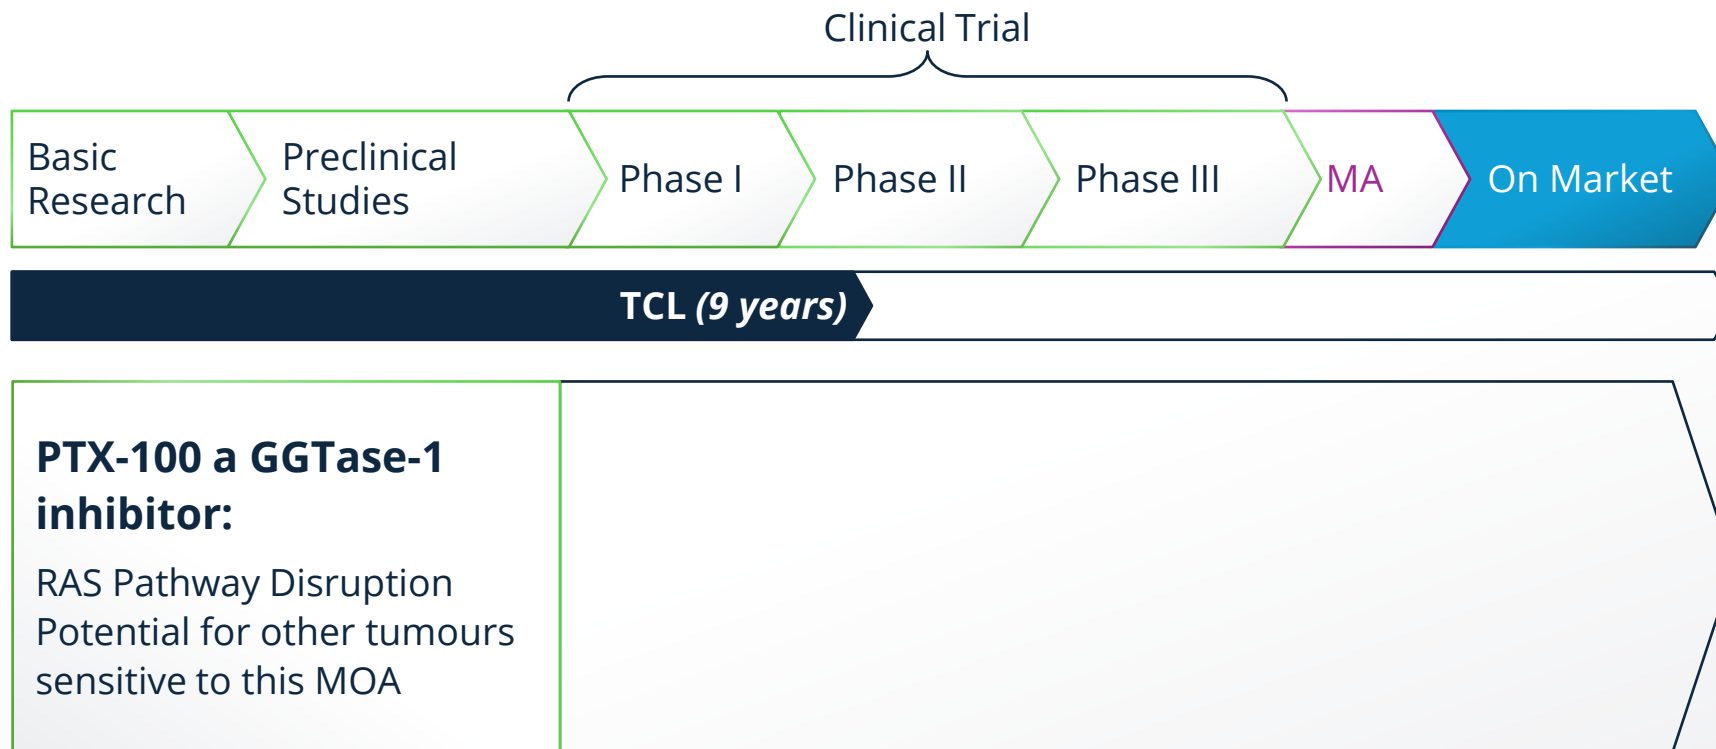 Clinical Trial
Basic
Research
Preclinical
Studies
Phase I
Phase II
Phase III
MA
On Market
TCL (9 years)
PTX-100 a GGTase-1
inhibitor:
RAS Pathway Disruption
Potential for other tumours
sensitive to this MOA